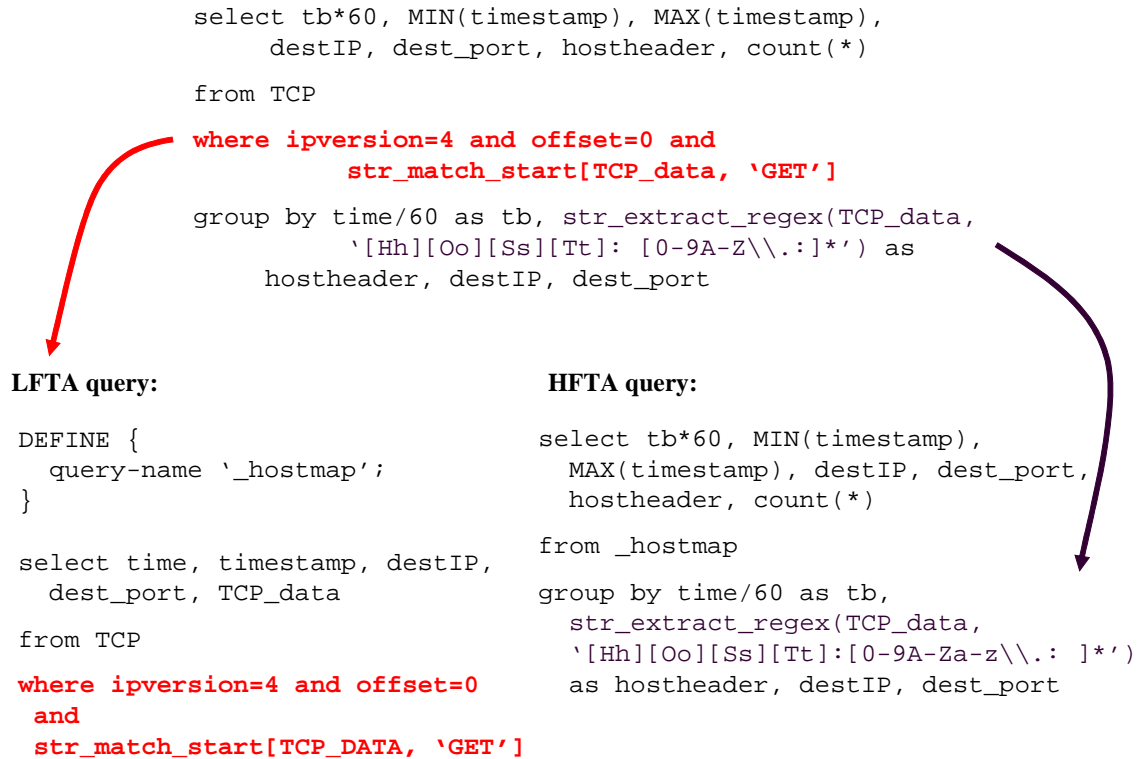 select tb*60, MIN(timestamp), MAX(timestamp),
destIP, dest_port, hostheader, count(*)
from TCP
where ipversion=4 and offset=0 and
str_match_start[TCP_data, ‘GET’]
group by time/60 as tb, str_extract_regex(TCP_data,
‘[Hh][Oo][Ss][Tt]: [0-9A-Z\\.:]*’) as
hostheader, destIP, dest_port
LFTA query:
DEFINE {
query-name ‘_hostmap’;
}
select time, timestamp, destIP,
dest_port, TCP_data
from TCP
where ipversion=4 and offset=0
and
str_match_start[TCP_DATA, ‘GET’]
HFTA query:
select tb*60, MIN(timestamp),
MAX(timestamp), destIP, dest_port,
hostheader, count(*)
from _hostmap
group by time/60 as tb,
str_extract_regex(TCP_data,
‘[Hh][Oo][Ss][Tt]:[0-9A-Za-z\\.: ]*’)
as hostheader, destIP, dest_port